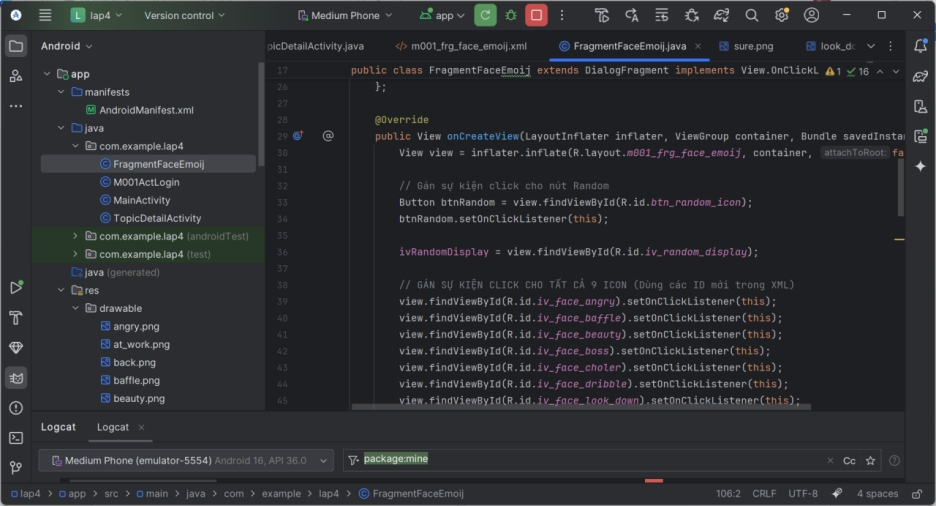 L lap4 Version control Medium Phone app
Android
picDetailActivity.java m001_frg_face_emoij.xml FragmentFaceEmoij.java sure.png look_do
app
manifests
AndroidManifest.xml
java
com.example.lap4
FragmentFaceEmoij
M001ActLogin
MainActivity
TopicDetailActivity
com.example.lap4 (androidTest)
com.example.lap4 (test)
java (generated)
res
drawable
angry.png
at_work.png
back.png
baffle.png
beauty.png
17 public class FragmentFaceEmoij extends DialogFragment implements View.OnClickL 1 16
26 };
27
28 @Override
29 public View onCreateView(LayoutInflater inflater, ViewGroup container, Bundle savedInstan
30 View view = inflater.inflate(R.layout.m001_frg_face_emoij, container, attachToRoot: fa
31
32 // Gán sự kiện click cho nút Random
33 Button btnRandom = view.findViewById(R.id.btn_random_icon);
34 btnRandom.setOnClickListener(this);
35
36 ivRandomDisplay = view.findViewById(R.id.iv_random_display);
37
38 // GÁN SỰ KIỆN CLICK CHO TẤT CẢ 9 ICON (Dùng các ID mới trong XML)
39 view.findViewById(R.id.iv_face_angry).setOnClickListener(this);
40 view.findViewById(R.id.iv_face_baffle).setOnClickListener(this);
41 view.findViewById(R.id.iv_face_beauty).setOnClickListener(this);
42 view.findViewById(R.id.iv_face_boss).setOnClickListener(this);
43 view.findViewById(R.id.iv_face_choler).setOnClickListener(this);
44 view.findViewById(R.id.iv_face_dribble).setOnClickListener(this);
45 view.findViewById(R.id.iv_face_look_down).setOnClickListener(this);
Logcat Logcat
Medium Phone (emulator-5554) Android 16, API 36.0 package:mine Cc
lap4 > app > src > main > java > com > example > lap4 > FragmentFaceEmoij 106:2 CRLF UTF-8 4 spaces